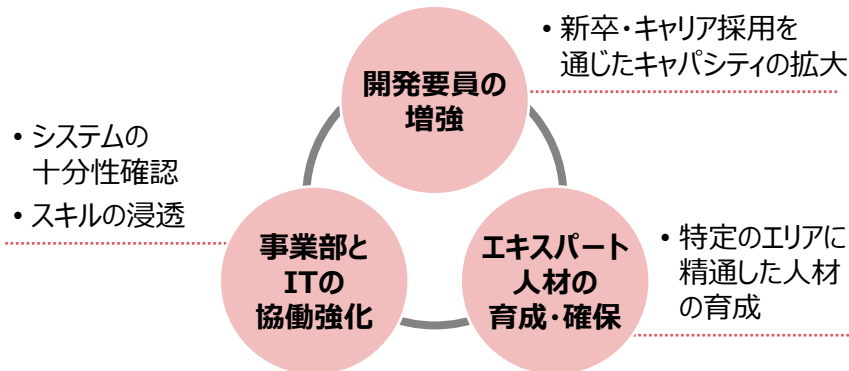 開発要員の
増強
• 新卒・キャリア採用を
通じたキャパシティの拡大
• システムの
十分性確認
• スキルの浸透
事業部と
ITの
協働強化
エキスパート
人材の
育成・確保
• 特定のエリアに
精通した人材
の育成